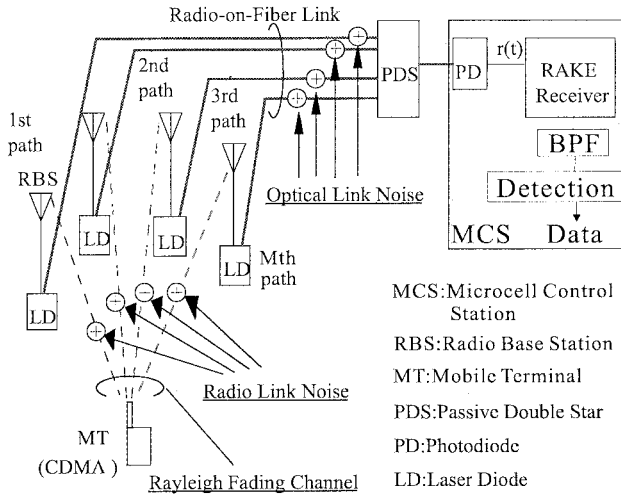 Radio-on-Fiber Link
2nd
path
3rd
path
1st
path
RBS
PDS
PD
r(t)
RAKE
Receiver
BPF
Detection
MCS
Data
Optical Link Noise
LD
LD
LD
LD
Mth
path
Radio Link Noise
MT
(CDMA)
Rayleigh Fading Channel
MCS:Microcell Control
Station
RBS:Radio Base Station
MT:Mobile Terminal
PDS:Passive Double Star
PD:Photodiode
LD:Laser Diode